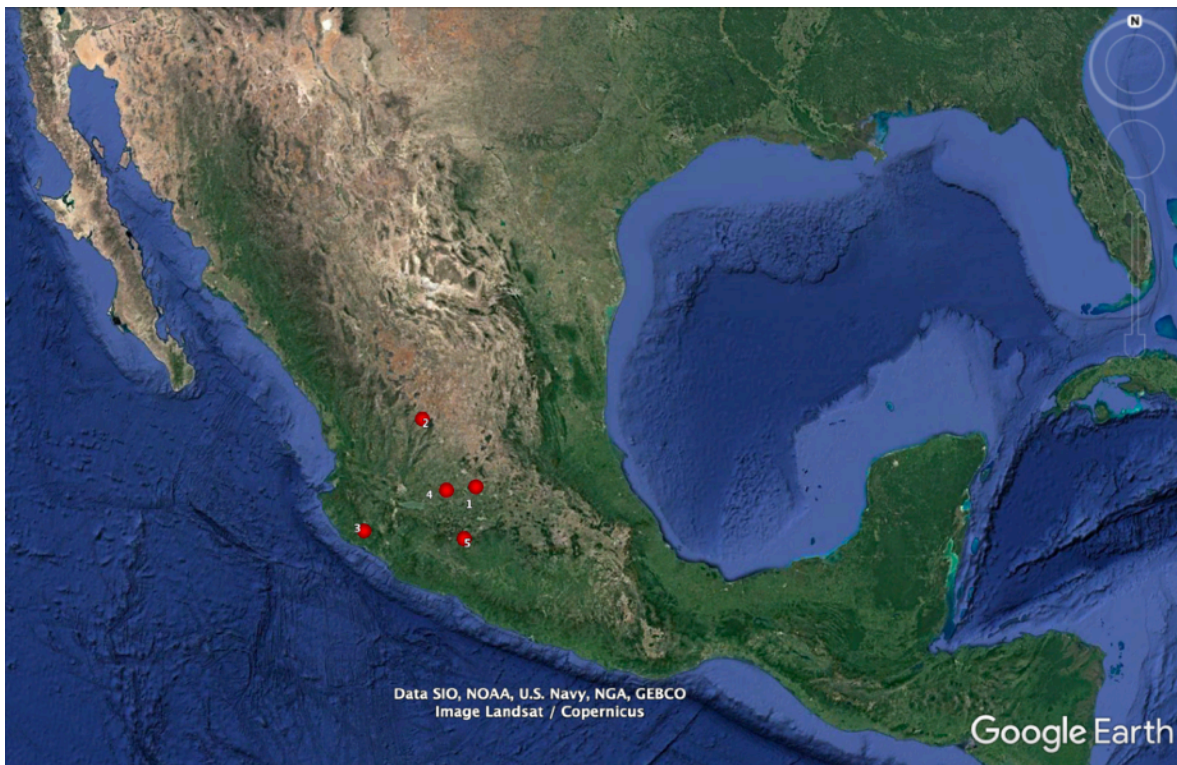 N
2
4
1
3
5
Data SIO, NOAA, U.S. Navy, NGA, GEBCO
Image Landsat / Copernicus
Google Earth